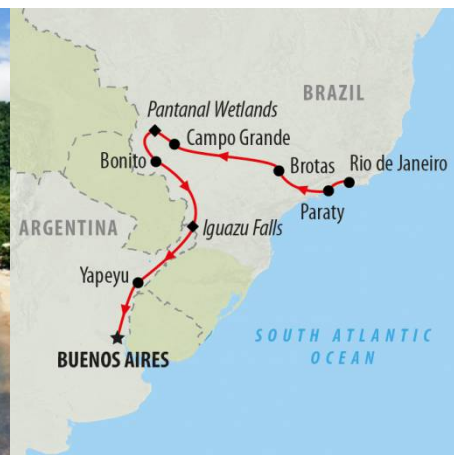 BRAZIL
Pantanal Wetlands
Campo Grande
Bonito
Brotas
Rio de Janeiro
Paraty
ARGENTINA
Iguazu Falls
Yapeyu
BUENOS AIRES
SOUTH ATLANTIC
OCEAN